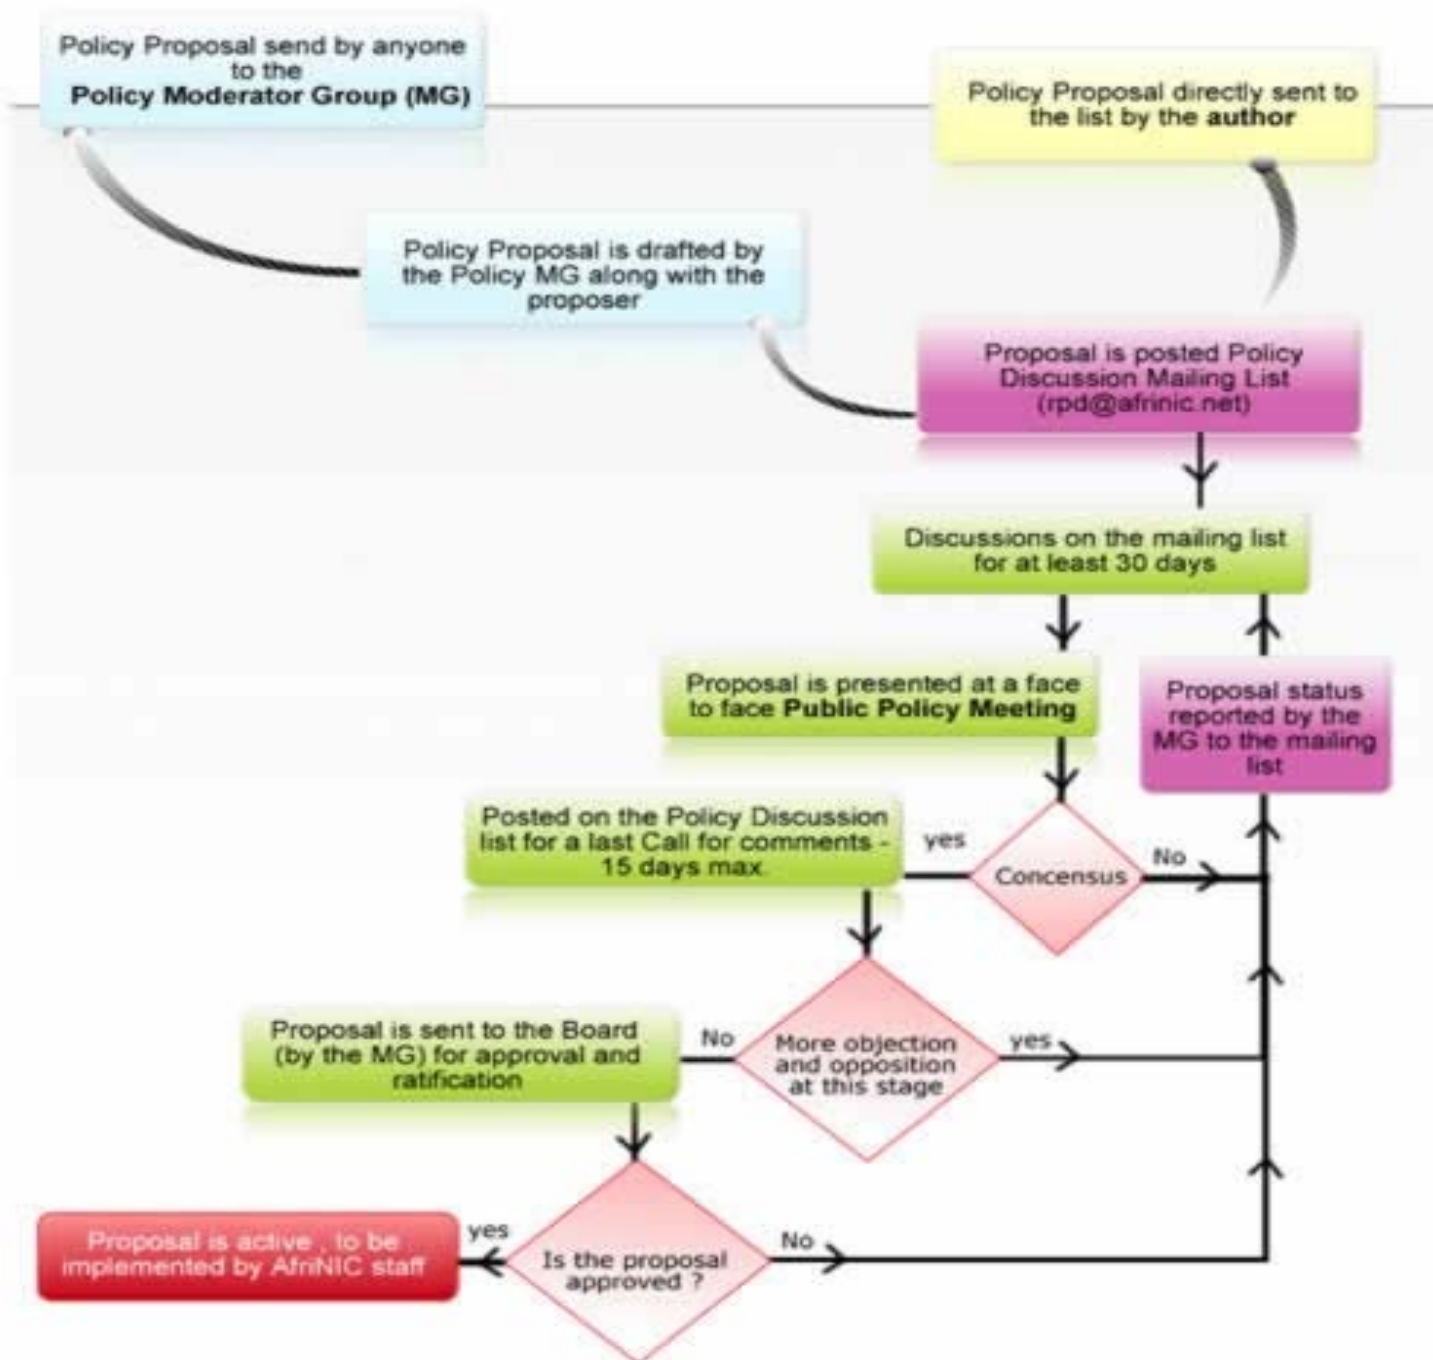 Policy Proposal send by anyone
to the
Policy Moderator Group (MG)
Policy Proposal directly sent to
the list by the author
Policy Proposal is drafted by
the Policy MG along with the
proposer
Proposal is posted Policy
Discussion Mailing List
(rpd@afrinic.net)
Discussions on the mailing list
for at least 30 days
Proposal is presented at a face
to face Public Policy Meeting
Proposal status
reported by the
MG to the mailing
list
Posted on the Policy Discussion
list for a last Call for comments -
15 days max.
yes
Concensus
No
Proposal is sent to the Board
(by the MG) for approval and
ratification
No
More objection
and opposition
at this stage
yes
Proposal is active , to be
implemented by AfriNIC staff
yes
Is the proposal
approved ?
No